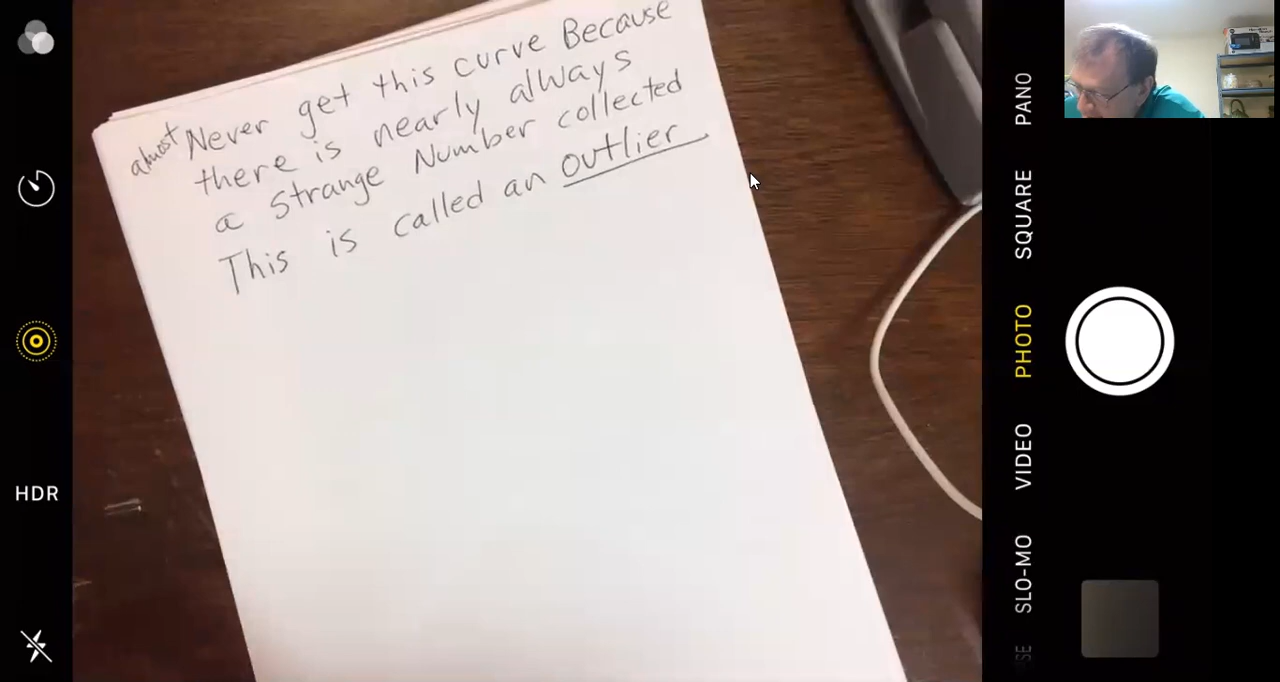 almost Never get this curve Because
there is nearly always
a Strange Number collected
This is called an outlier
HDR
PANO
SQUARE
PHOTO
VIDEO
SLO-MO
SE